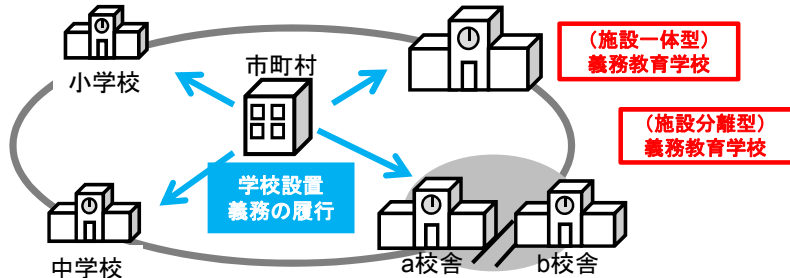 小学校
市町村
（施設一体型）
義務教育学校
（施設分離型）
義務教育学校
学校設置
義務の履行
中学校
a校舎
b校舎